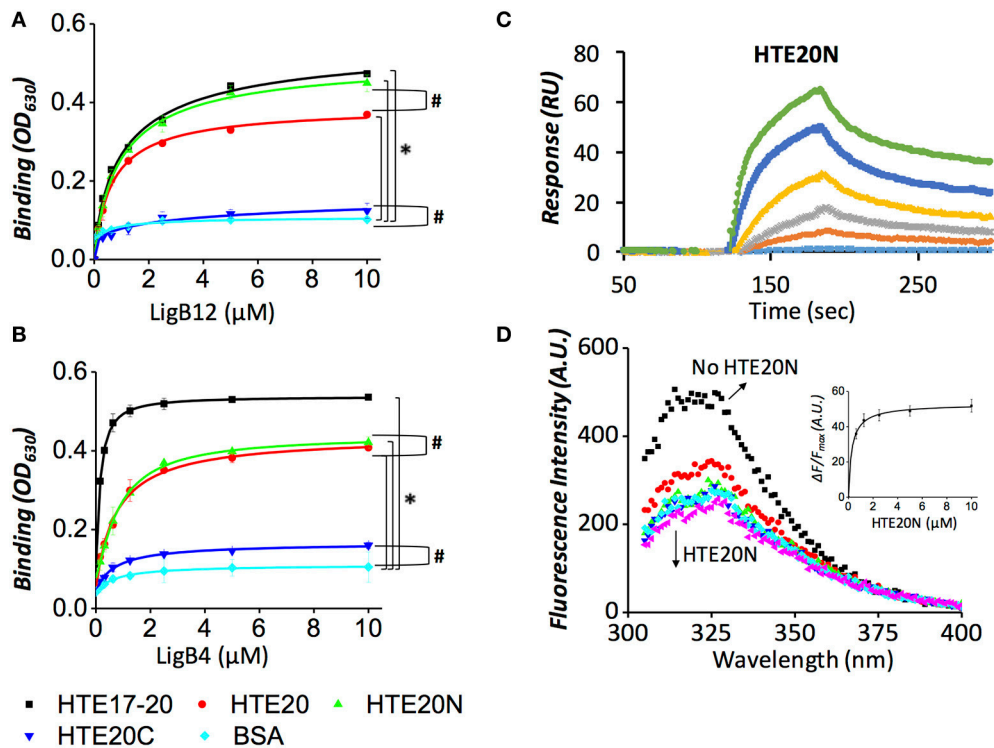 A
0.6
0.4
0.2
0.0
Binding (OD630)
0 2 4 6 8 10
LigB12 (μM)
#
*
#
B
0.6
0.4
0.2
0.0
Binding (OD630)
0 2 4 6 8 10
LigB4 (μM)
#
*
#
HTE17-20
HTE20
HTE20N
HTE20C
BSA
C
HTE20N
80
60
40
20
0
Response (RU)
50 150 250
Time (sec)
D
600
400
200
0
Fluorescence Intensity (A.U.)
No HTE20N
HTE20N
300 325 350 375 400
Wavelength (nm)
60
40
20
0
ΔF/Fmax (A.U.)
0 2 4 6 8 10
HTE20N (μM)